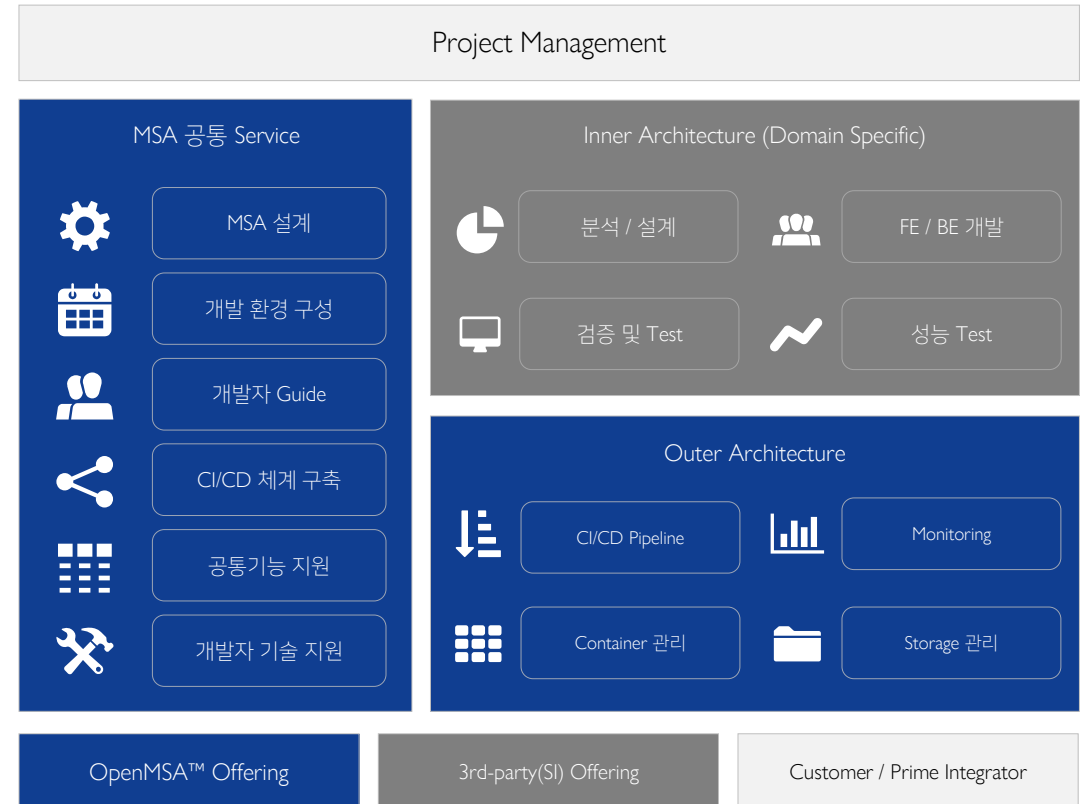 Project Management
MSA 공통 Service
MSA 설계
개발 환경 구성
개발자 Guide
CI/CD 체계 구축
공통기능 지원
개발자 기술 지원
Inner Architecture (Domain Specific)
분석 / 설계
FE / BE 개발
검증 및 Test
성능 Test
Outer Architecture
CI/CD Pipeline
Monitoring
Container 관리
Storage 관리
OpenMSA™ Offering
3rd-party(SI) Offering
Customer / Prime Integrator